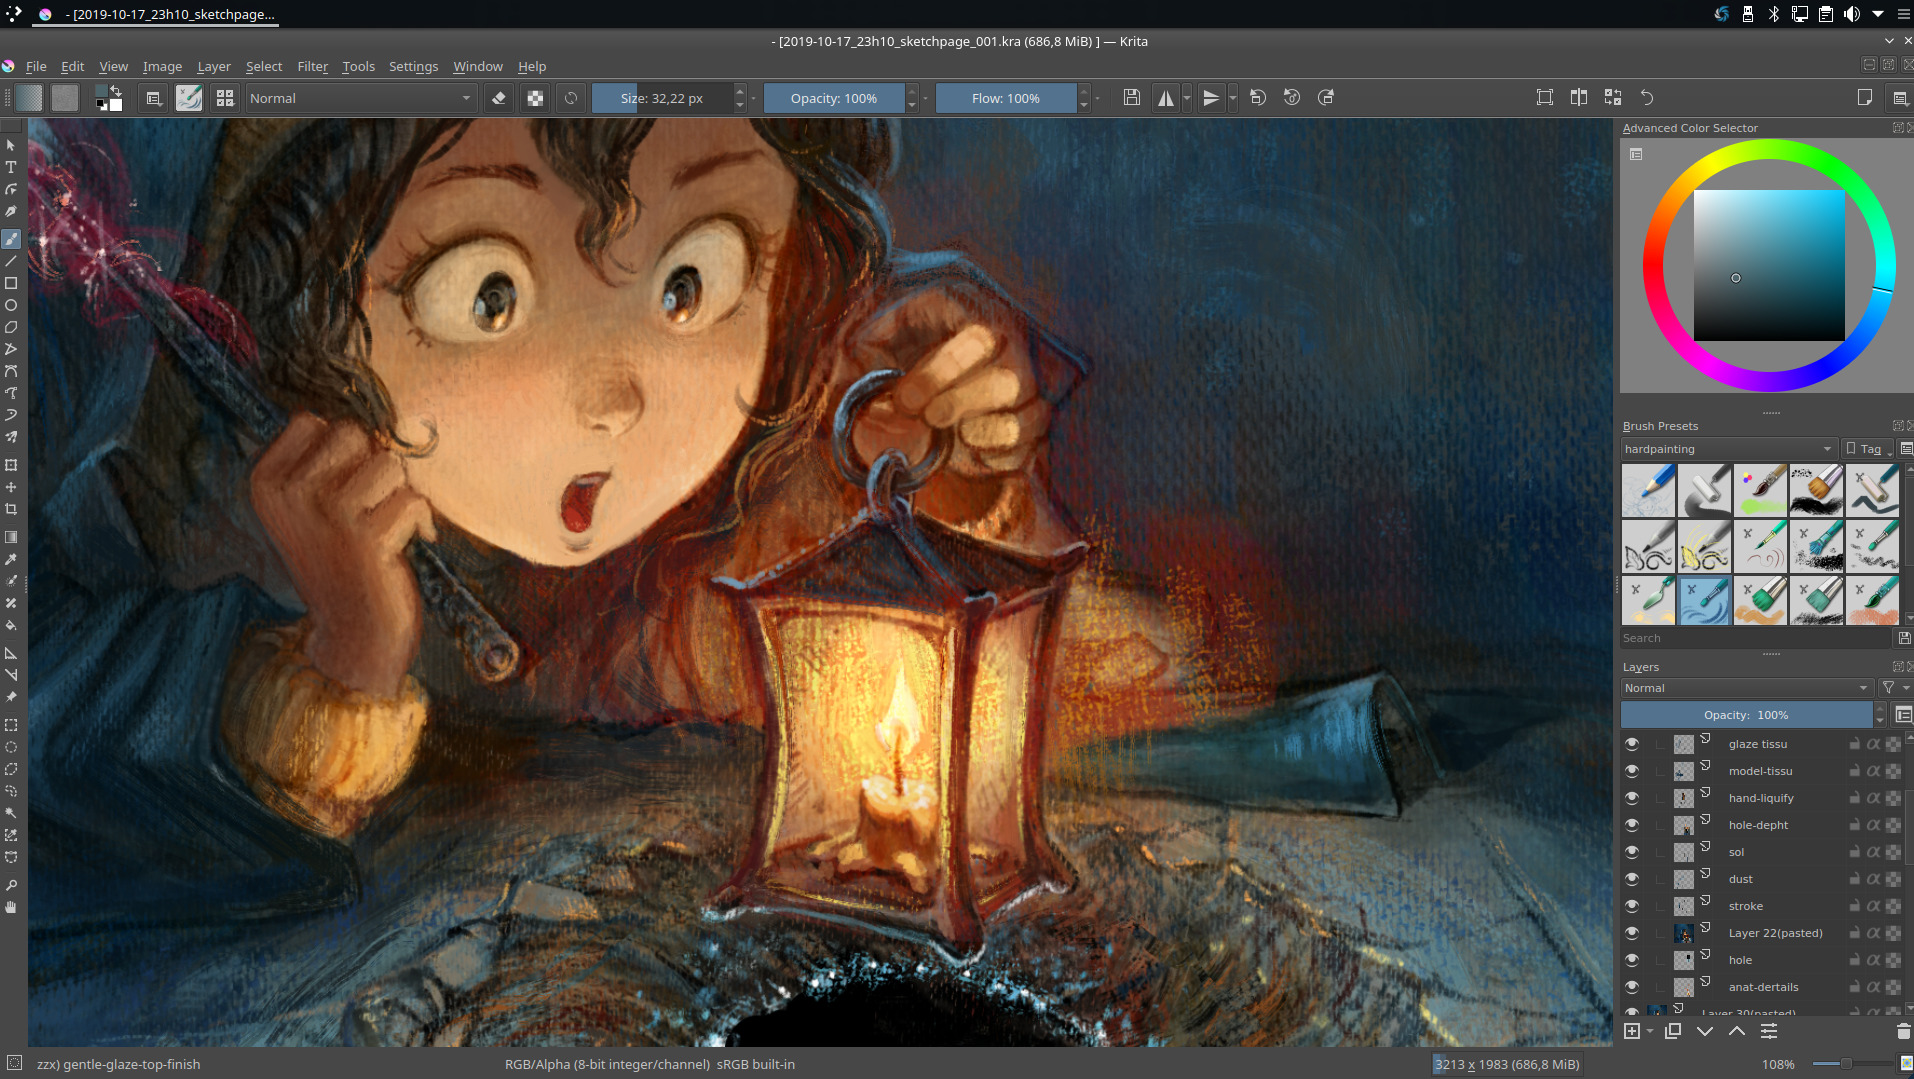 - [2019-10-17_23h10_sketchpage...
- [2019-10-17_23h10_sketchpage_001.kra (686,8 MiB) ] — Krita
File Edit View Image Layer Select Filter Tools Settings Window Help
Normal
Size: 32,22 px
Opacity: 100%
Flow: 100%
Advanced Color Selector
Brush Presets
hardpainting
Tag
Search
Layers
Normal
Opacity: 100%
glaze tissu
model-tissu
hand-liquify
hole-depht
sol
dust
stroke
Layer 22(pasted)
hole
anat-dertails
Layer 30(pasted)
zzx) gentle-glaze-top-finish
RGB/Alpha (8-bit integer/channel) sRGB built-in
3213 x 1983 (686,8 MiB)
108%